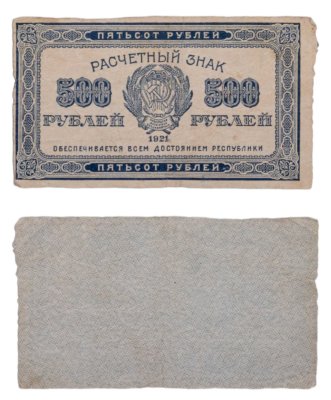 ПЯТЬСОТ РУБЛЕЙ
РАСЧЕТНЫЙ ЗНАК
500 500
РУБЛЕЙ РУБЛЕЙ
1921
ОБЕСПЕЧИВАЕТСЯ ВСЕМ ДОСТОЯНИЕМ РЕСПУБЛИКИ
ПЯТЬСОТ РУБЛЕЙ